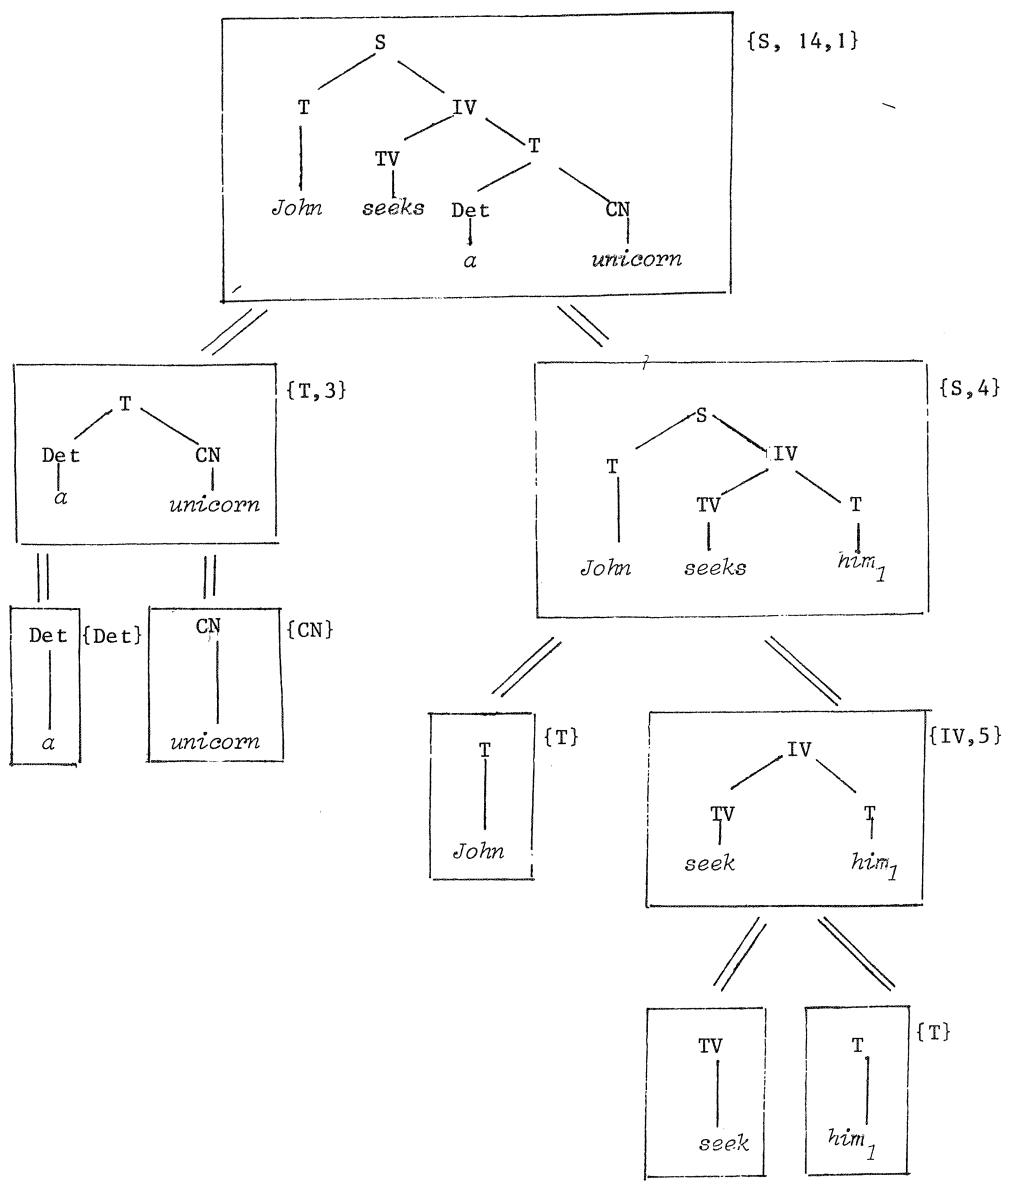 S {S, 14,1}
T IV
TV T
John seeks Det CN
a unicorn
{T,3} {S,4}
T S
Det CN T IV
a unicorn TV T
John seeks him1
Det {Det} CN {CN}
a unicorn
T {T} IV {IV,5}
TV T
John seek him1
TV T {T}
seek him1